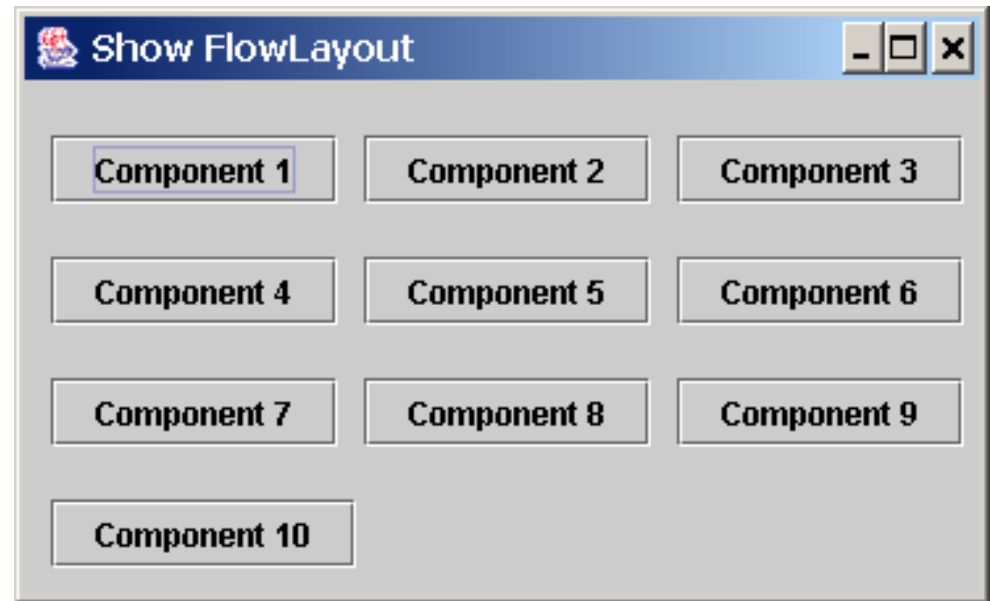 Show FlowLayout
Component 1 Component 2 Component 3
Component 4 Component 5 Component 6
Component 7 Component 8 Component 9
Component 10